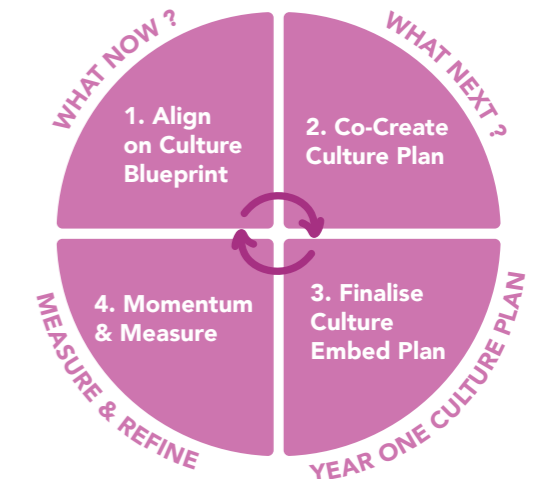 WHAT NOW ?
1. Align
on Culture
Blueprint
WHAT NEXT ?
2. Co-Create
Culture Plan
3. Finalise
Culture
Embed Plan
YEAR ONE CULTURE PLAN
4. Momentum
& Measure
MEASURE & REFINE